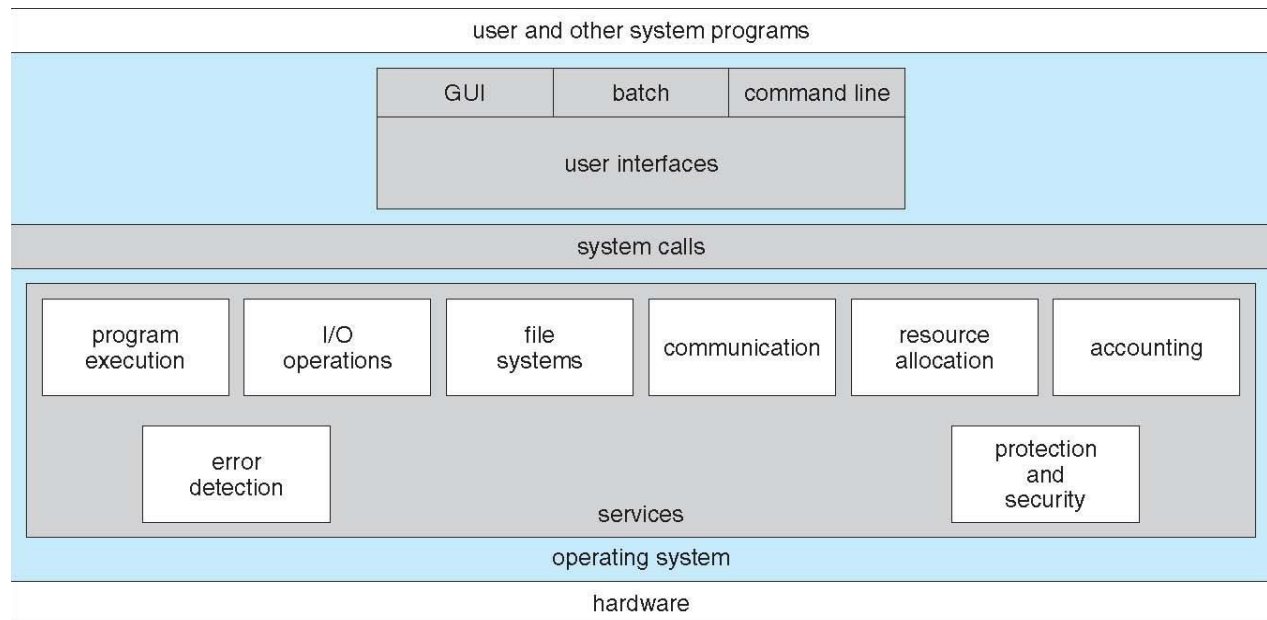 user and other system programs
GUI
batch
command line
user interfaces
system calls
program
execution
I/O
operations
file
systems
communication
resource
allocation
accounting
error
detection
protection
and
security
services
operating system
hardware